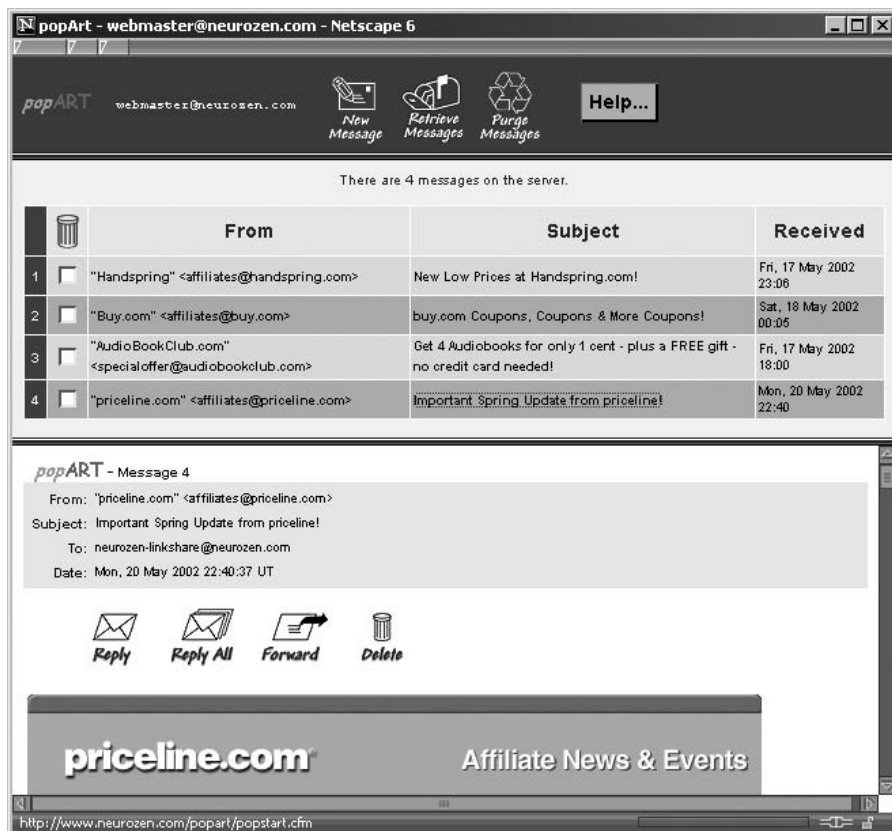 popArt - webmaster@neurozen.com - Netscape 6
popART webmaster@neurozen.com
New Message
Retrieve Messages
Purge Messages
Help...
There are 4 messages on the server.
From Subject Received
1 "Handspring" <affiliates@handspring.com> New Low Prices at Handspring.com! Fri, 17 May 2002 23:06
2 "Buy.com" <affiliates@buy.com> buy.com Coupons, Coupons & More Coupons! Sat, 18 May 2002 00:05
3 "AudioBookClub.com" <specialoffer@audiobookclub.com> Get 4 Audiobooks for only 1 cent - plus a FREE gift - no credit card needed! Fri, 17 May 2002 18:00
4 "priceline.com" <affiliates@priceline.com> Important Spring Update from priceline! Mon, 20 May 2002 22:40
popART - Message 4
From: "priceline.com" <affiliates@priceline.com>
Subject: Important Spring Update from priceline!
To: neurozen-linkshare@neurozen.com
Date: Mon, 20 May 2002 22:40:37 UT
Reply Reply All Forward Delete
priceline.com® Affiliate News & Events
http://www.neurozen.com/popart/popstart.cfm